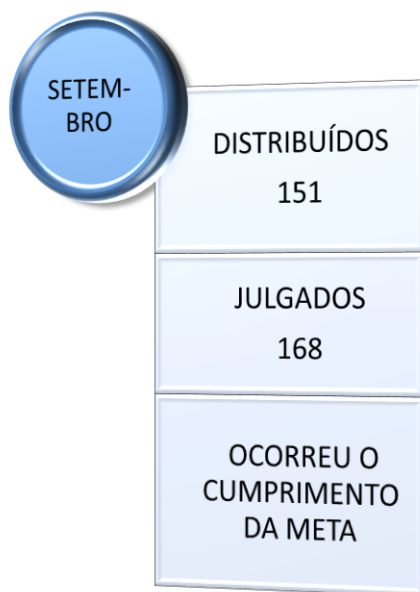 SETEM-
BRO
DISTRIBUÍDOS
151
JULGADOS
168
OCORREU O
CUMPRIMENTO
DA META